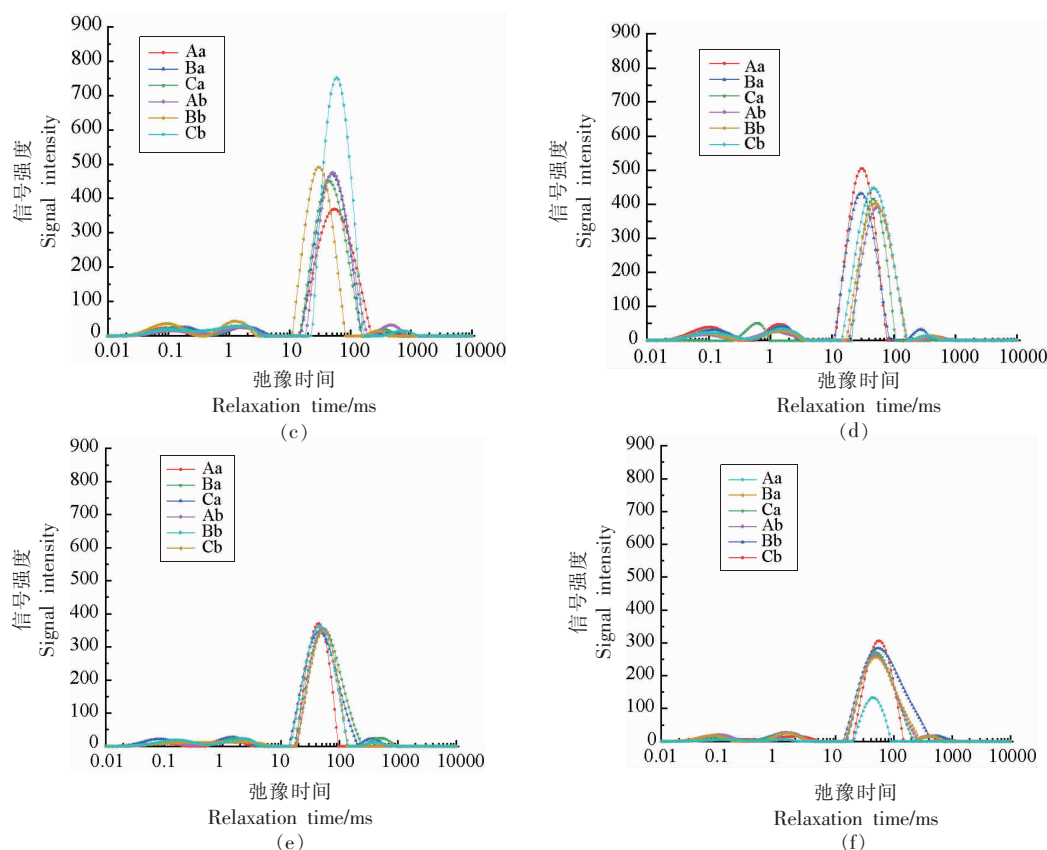 900
800
700
600
500
400
300
200
100
0
Aa
Ba
Ca
Ab
Bb
Cb
信号强度
Signal intensity
0.01 0.1 1 10 100 1000 10000
弛豫时间
Relaxation time/ms
(c)
900
800
700
600
500
400
300
200
100
0
Aa
Ba
Ca
Ab
Bb
Cb
信号强度
Signal intensity
0.01 0.1 1 10 100 1000 10000
弛豫时间
Relaxation time/ms
(d)
900
800
700
600
500
400
300
200
100
0
Aa
Ba
Ca
Ab
Bb
Cb
信号强度
Signal intensity
0.01 0.1 1 10 100 1000 10000
弛豫时间
Relaxation time/ms
(e)
900
800
700
600
500
400
300
200
100
0
Aa
Ba
Ca
Ab
Bb
Cb
信号强度
Signal intensity
0.01 0.1 1 10 100 1000 10000
弛豫时间
Relaxation time/ms
(f)